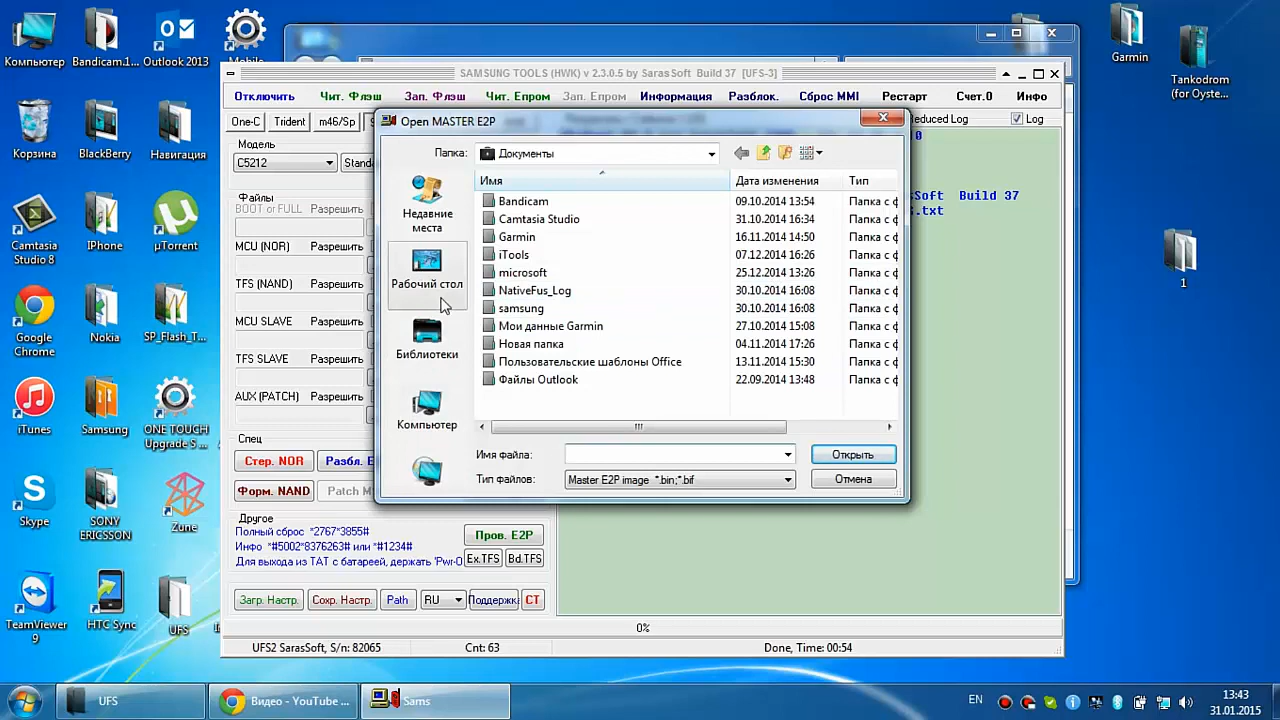 Компьютер
Bandicam.1...
Outlook 2013
Garmin
Tankodrom
(for Oyste...
Корзина
BlackBerry
Навигация
Camtasia
Studio 8
IPhone
µTorrent
Google
Chrome
Nokia
SP_Flash_T...
iTunes
Samsung
ONE TOUCH
Upgrade S ...
Skype
SONY
ERICSSON
Zune
TeamViewer
9
HTC Sync
UFS
1
SAMSUNG TOOLS (HWK) v 2.3.0.5 by SarasSoft Build 37 [UFS-3]
Отключить Чит. Флэш Зап. Флэш Чит. Епром Зап. Епром Информация Разблок. Сброс MMI Рестарт Счет.0 Инфо
One-C Trident m46/Sp
Reduced Log Log
Модель
C5212
Файлы
BOOT or FULL Разрешить
MCU (NOR) Разрешить
TFS (NAND) Разрешить
MCU SLAVE Разрешить
TFS SLAVE Разрешить
AUX (PATCH) Разрешить
Спец
Стер. NOR
Форм. NAND
Другое
Полный сброс *2767*3855#
Инфо *#5002*8376263# или *#1234#
Для выхода из TAT с батареей, держать 'Pwr-O
Пров. E2P
Ex.TFS Bd.TFS
Загр. Настр. Сохр. Настр. Path RU Поддержк CT
0%
UFS2 SarasSoft, S/n: 82065 Cnt: 63 Done, Time: 00:54
Open MASTER E2P
Папка: Документы
Недавние
места
Рабочий стол
Библиотеки
Компьютер
Имя Дата изменения Тип
Bandicam 09.10.2014 13:54 Папка с ф
Camtasia Studio 31.10.2014 16:34 Папка с ф
Garmin 16.11.2014 14:50 Папка с ф
iTools 07.12.2014 16:26 Папка с ф
microsoft 25.12.2014 13:26 Папка с ф
NativeFus_Log 30.10.2014 16:08 Папка с ф
samsung 30.10.2014 16:08 Папка с ф
Мои данные Garmin 27.10.2014 15:08 Папка с ф
Новая папка 04.11.2014 17:26 Папка с ф
Пользовательские шаблоны Office 13.11.2014 15:30 Папка с ф
Файлы Outlook 22.09.2014 13:48 Папка с ф
Имя файла: Открыть
Тип файлов: Master E2P image *.bin;*.bif Отмена
Soft Build 37
.txt
UFS
Видео - YouTube ...
Sams
EN
13:43
31.01.2015